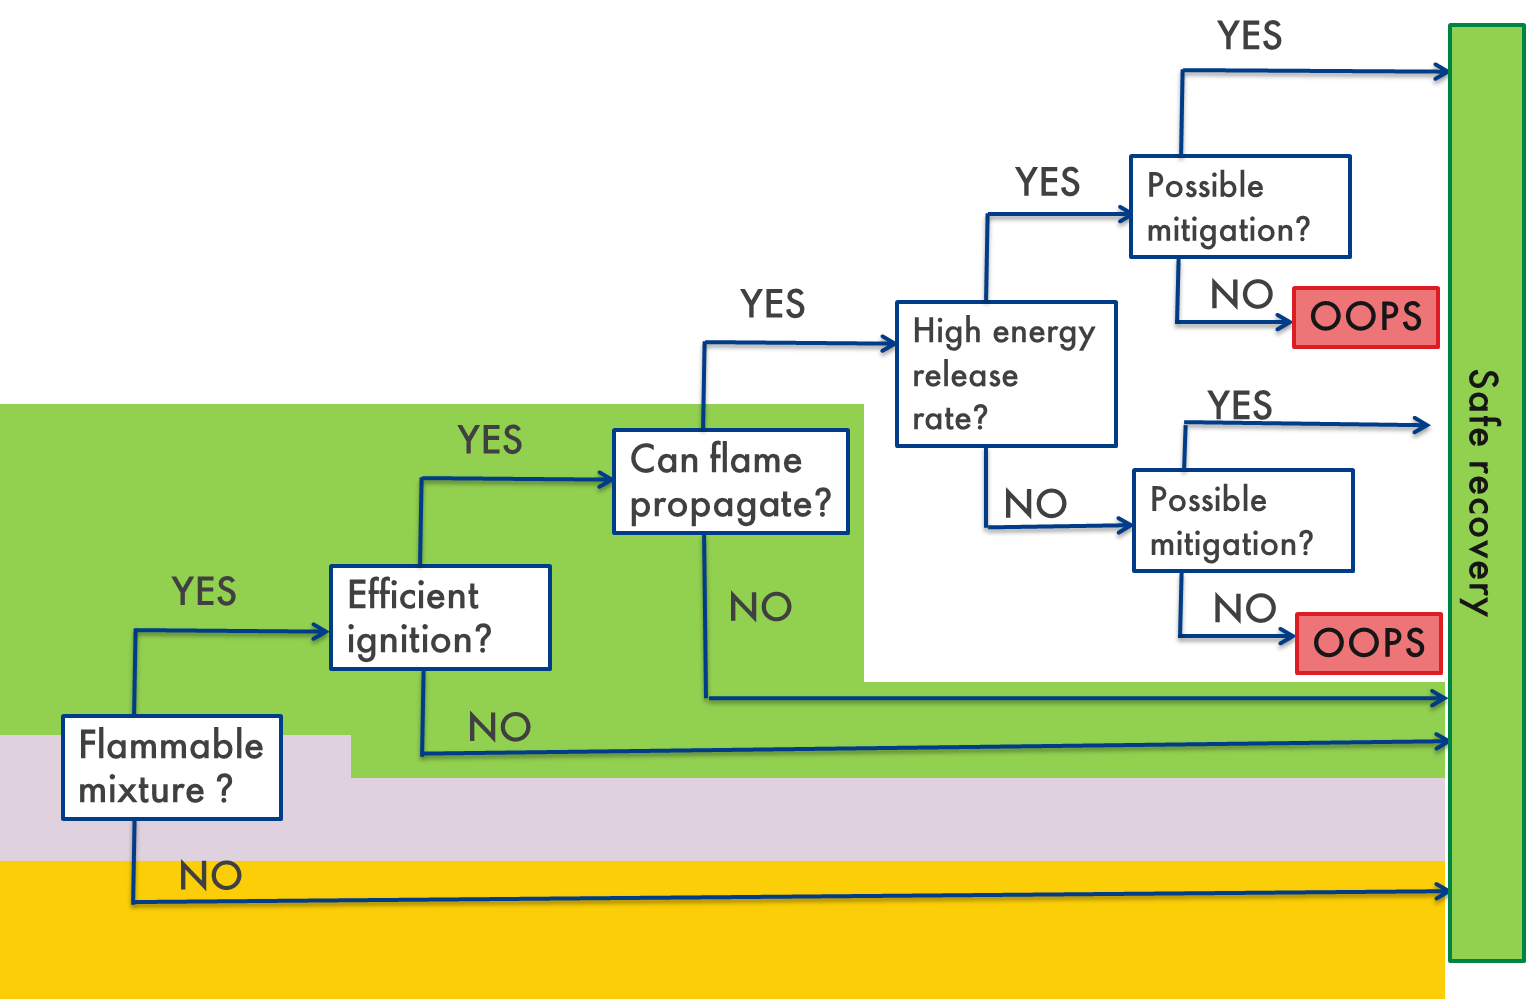 YES
Possible
mitigation?
YES
NO
OOPS
YES
High energy
release
rate?
YES
NO
Possible
mitigation?
NO
OOPS
Safe recovery
YES
Can flame
propagate?
NO
YES
Efficient
ignition?
NO
Flammable
mixture ?
NO